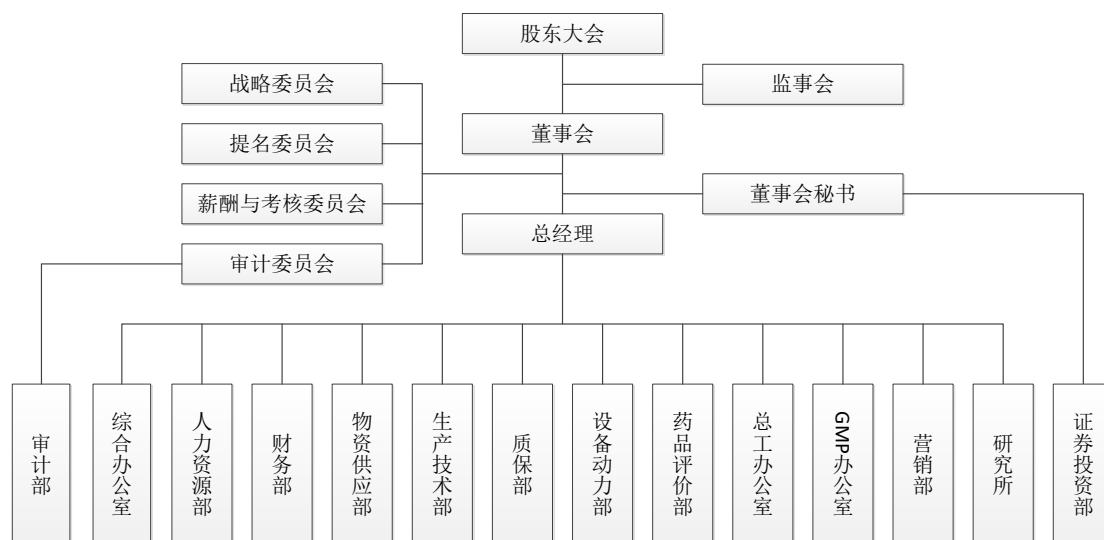 股东大会
战略委员会
监事会
提名委员会
董事会
薪酬与考核委员会
董事会秘书
总经理
审计委员会
审计部
综合办公室
人力资源部
财务部
物资供应部
生产技术部
质保部
设备动力部
药品评价部
总工办公室
GMP办公室
营销部
研究所
证券投资部